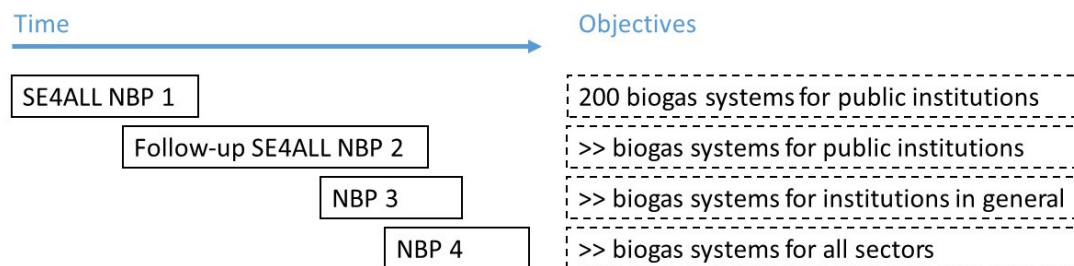 Time
Objectives
SE4ALL NBP 1
200 biogas systems for public institutions
Follow-up SE4ALL NBP 2
>> biogas systems for public institutions
NBP 3
>> biogas systems for institutions in general
NBP 4
>> biogas systems for all sectors